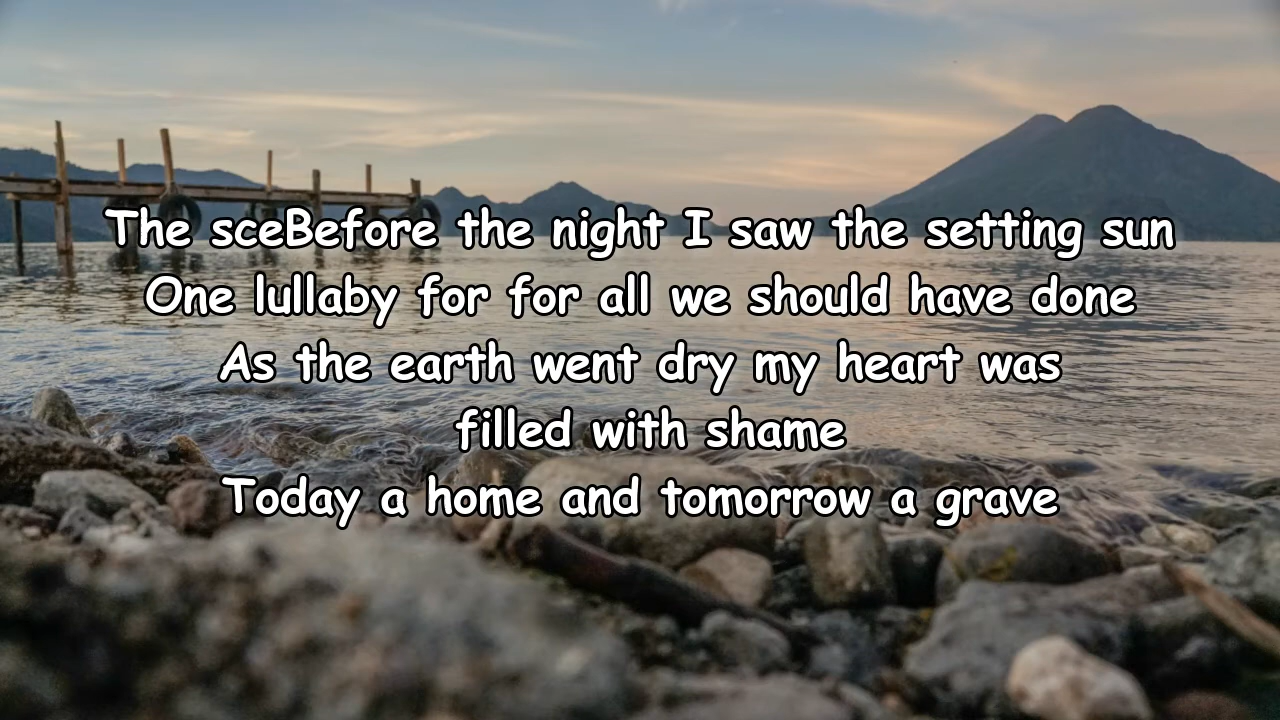 The sceBefore the night I saw the setting sun
One lullaby for for all we should have done
As the earth went dry my heart was
filled with shame
Today a home and tomorrow a grave